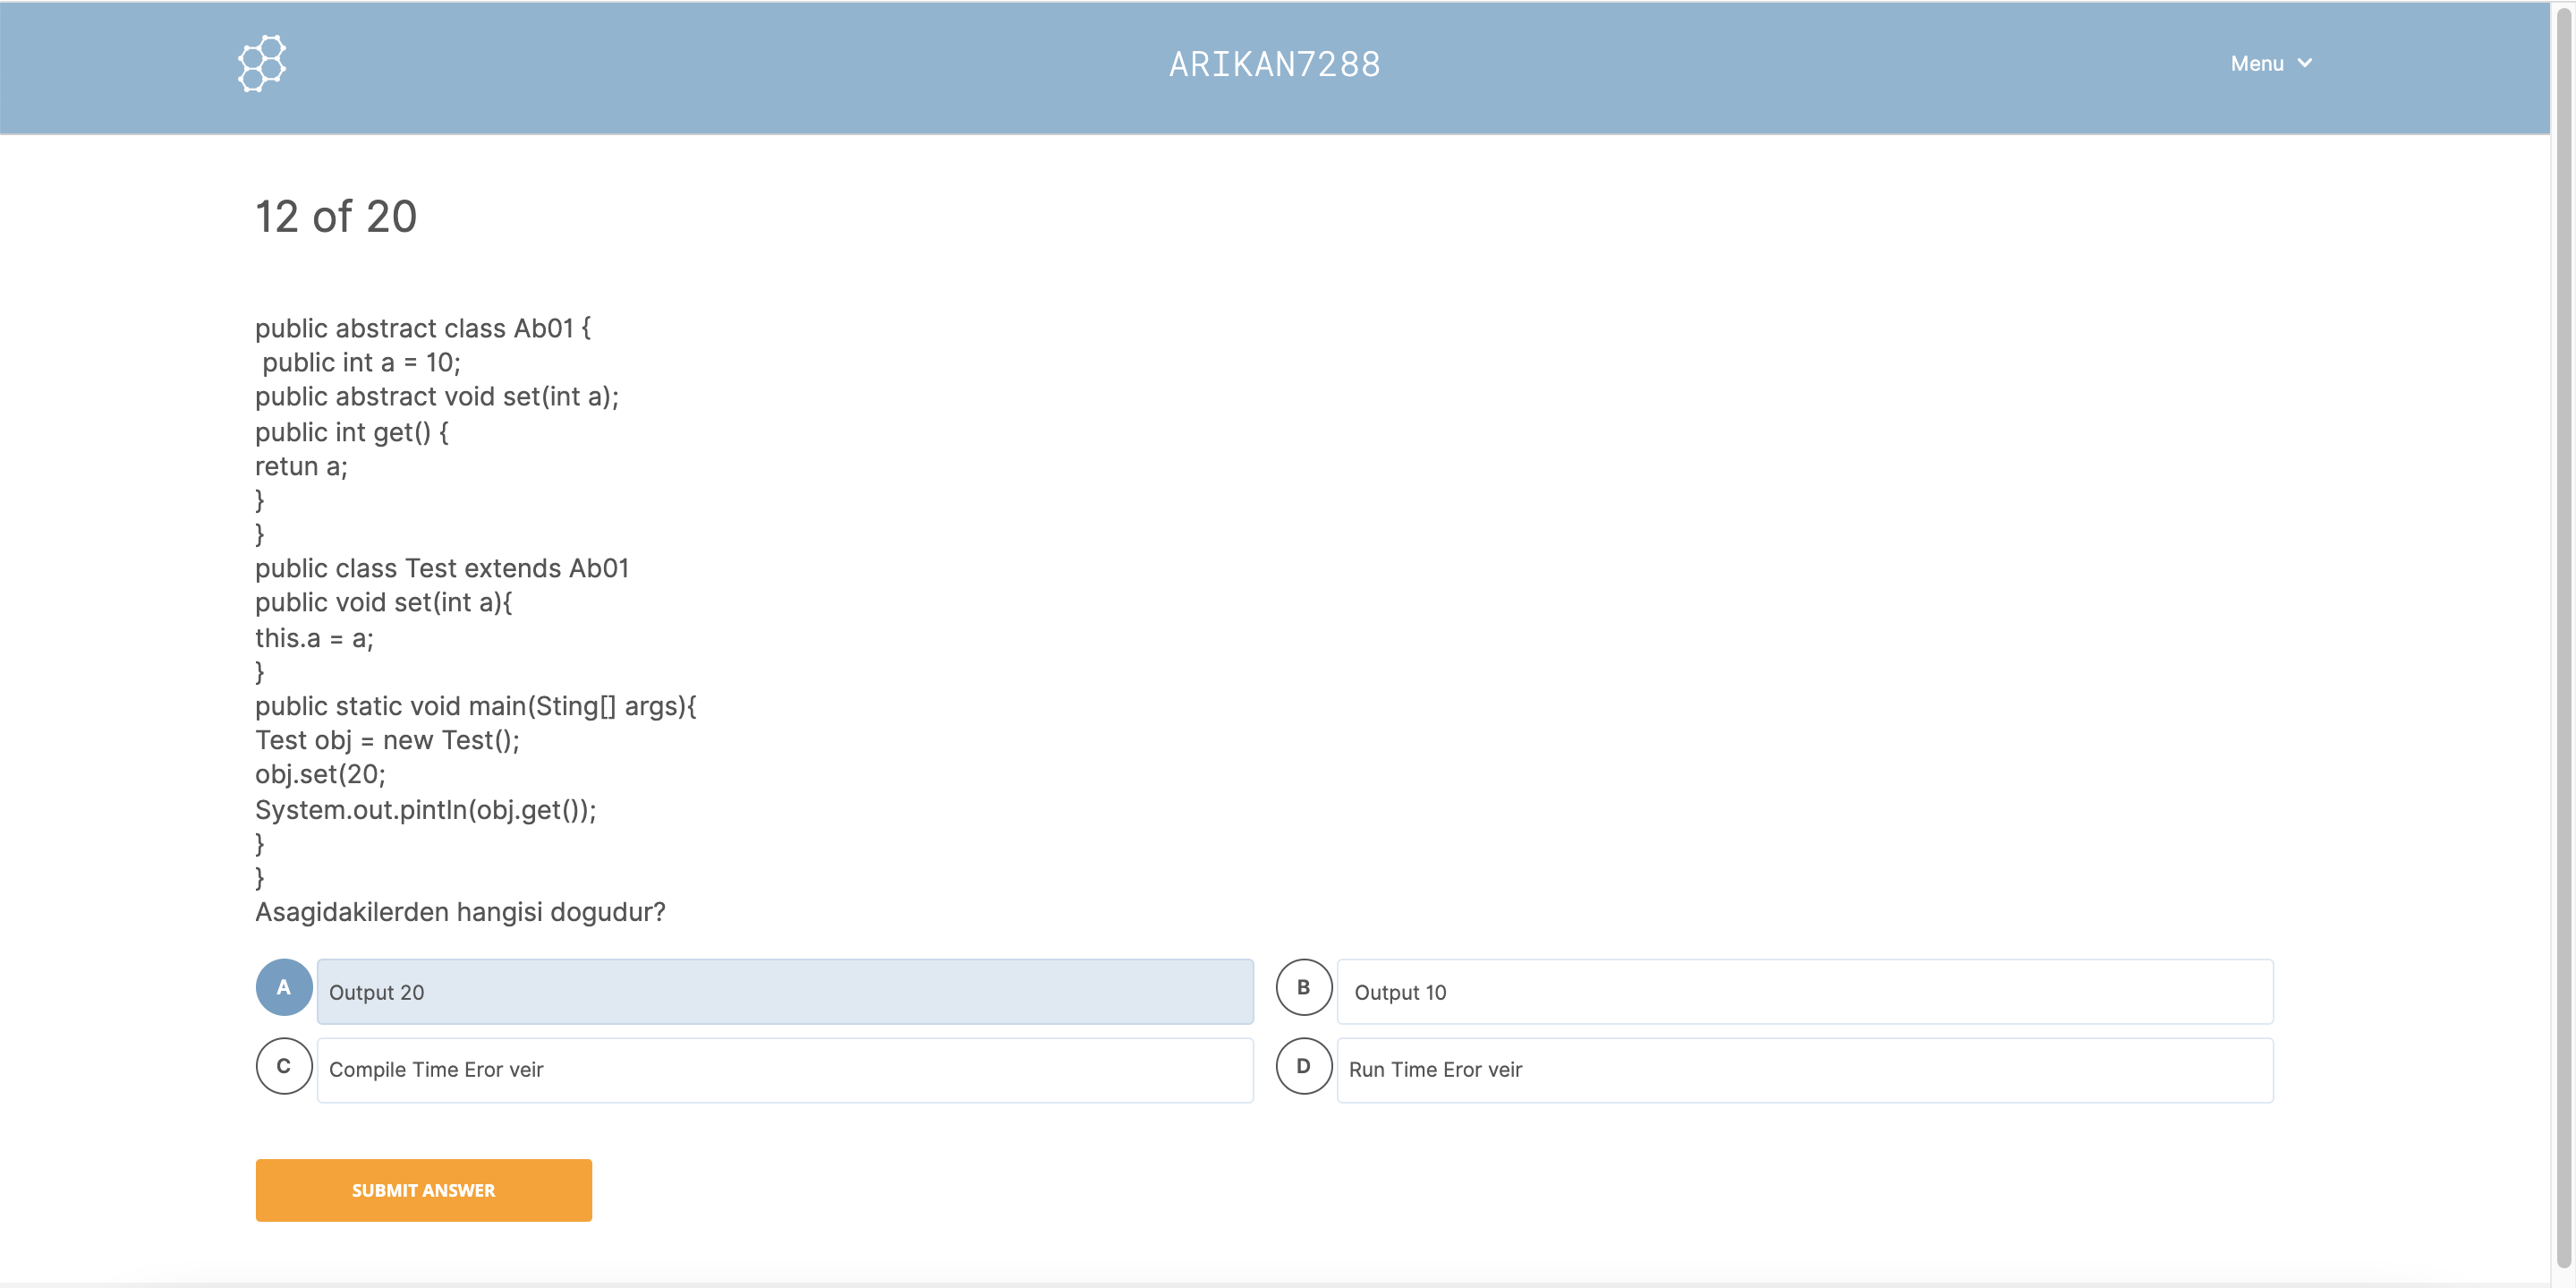 ARIKAN7288
Menu
12 of 20
public abstract class Ab01 {
public int a = 10;
public abstract void set(int a);
public int get() {
retun a;
}
}
public class Test extends Ab01
public void set(int a){
this.a = a;
}
public static void main(Sting[] args){
Test obj = new Test();
obj.set(20;
System.out.pintln(obj.get());
}
}
Asagidakilerden hangisi dogudur?
A Output 20
B Output 10
C Compile Time Eror veir
D Run Time Eror veir
SUBMIT ANSWER